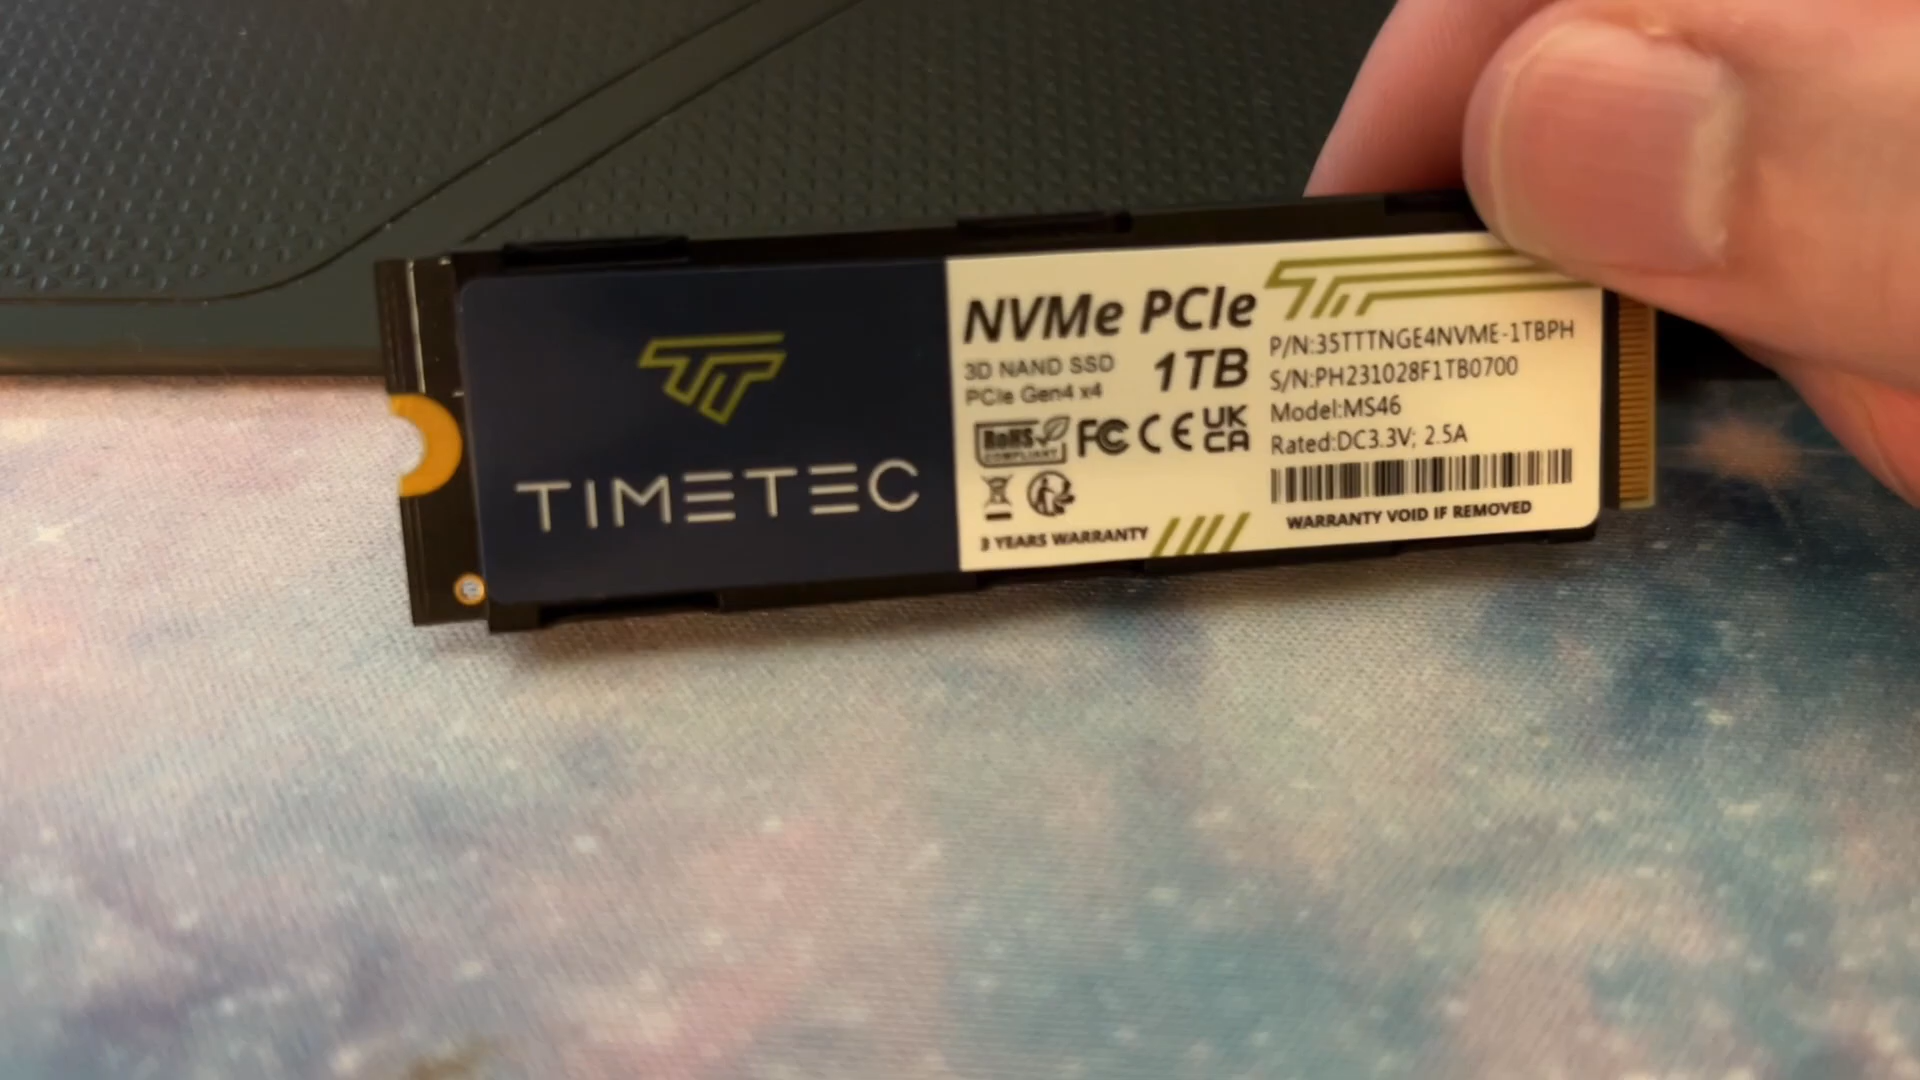 TIMETEC
NVMe PCIe
3D NAND SSD
1TB
PCIe Gen4 x4
RoHS
COMPLIANT
FC CE UK
CA
3 YEARS WARRANTY
P/N:35TTTNGE4NVME-1TBPH
S/N:PH231028F1TB0700
Model:MS46
Rated:DC3.3V; 2.5A
WARRANTY VOID IF REMOVED